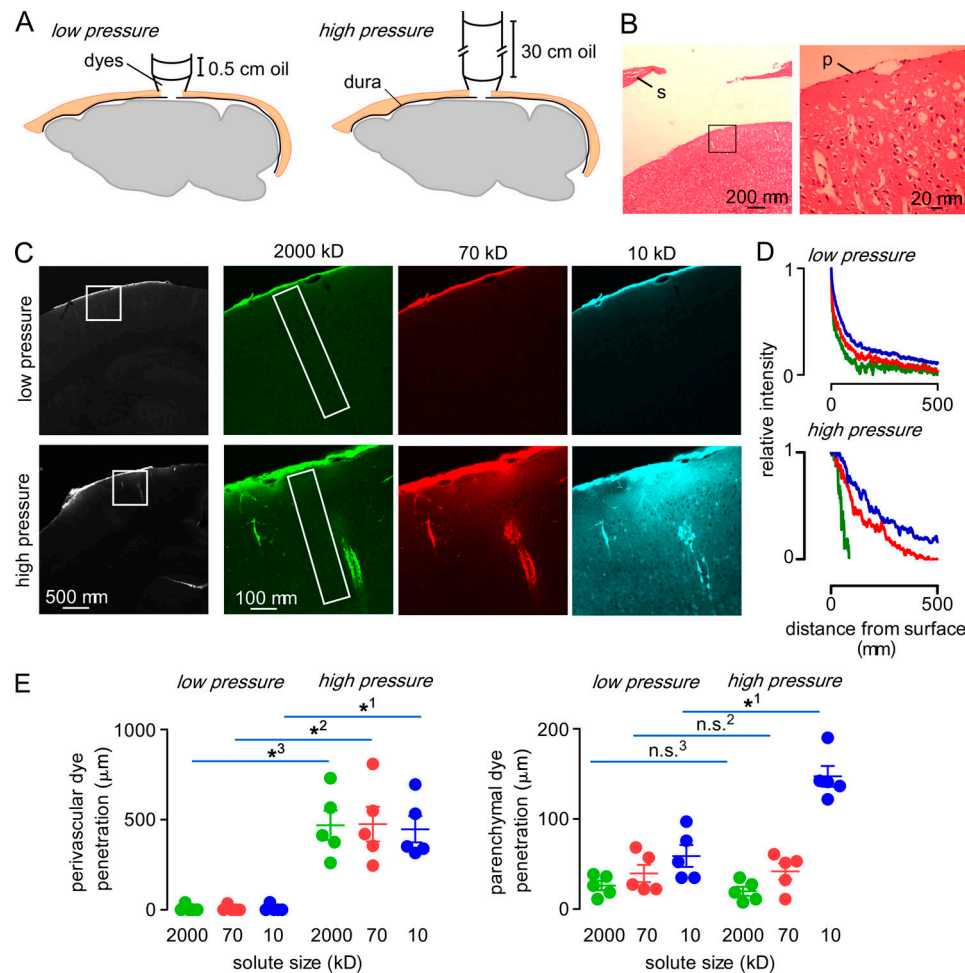 A
low pressure
dyes
0.5 cm oil
high pressure
30 cm oil
dura
B
s
200 mm
p
20 mm
C
2000 kD
70 kD
10 kD
low pressure
high pressure
500 mm
100 mm
D
low pressure
1
0
0
500
relative intensity
high pressure
1
0
0
500
distance from surface
(mm)
E
low pressure
high pressure
*1
*2
*3
perivascular dye
penetration (μm)
1000
500
0
2000
70
10
2000
70
10
solute size (kD)
low pressure
high pressure
*1
n.s.2
n.s.3
parenchymal dye
penetration (μm)
200
100
0
2000
70
10
2000
70
10
solute size (kD)